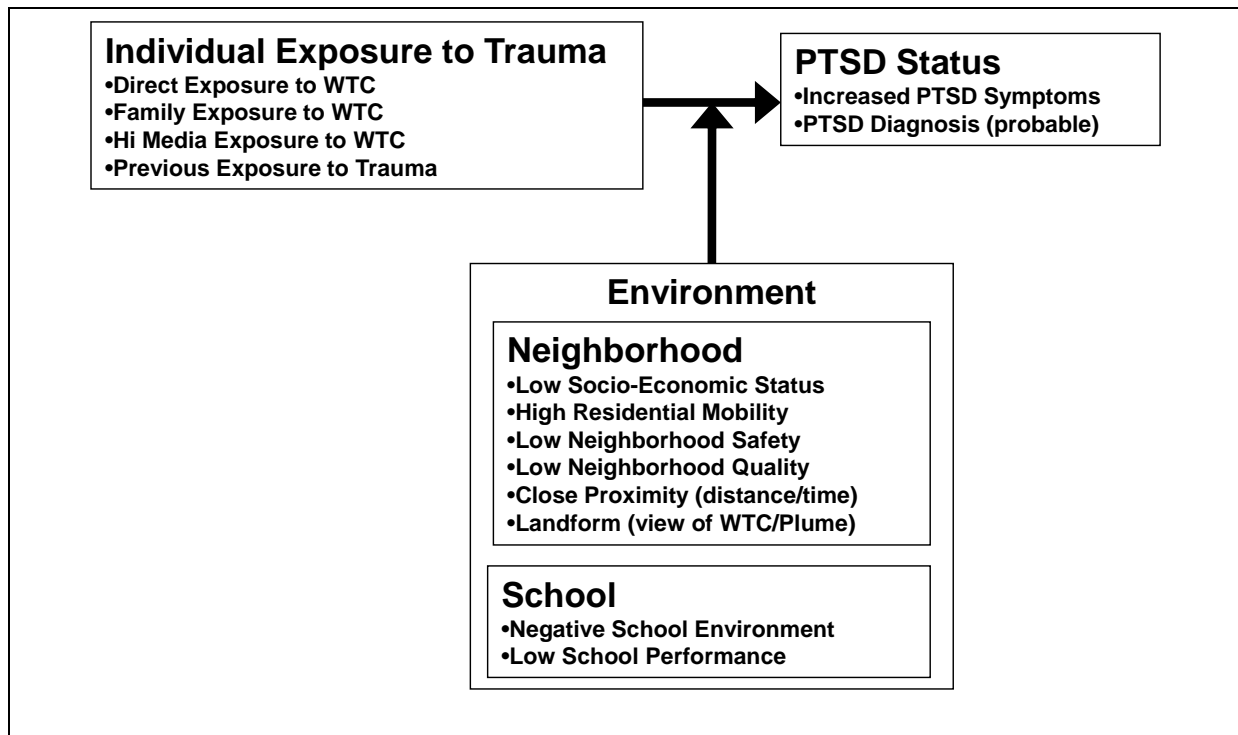 Individual Exposure to Trauma
•Direct Exposure to WTC
•Family Exposure to WTC
•Hi Media Exposure to WTC
•Previous Exposure to Trauma
PTSD Status
•Increased PTSD Symptoms
•PTSD Diagnosis (probable)
Environment
Neighborhood
•Low Socio-Economic Status
•High Residential Mobility
•Low Neighborhood Safety
•Low Neighborhood Quality
•Close Proximity (distance/time)
•Landform (view of WTC/Plume)
School
•Negative School Environment
•Low School Performance